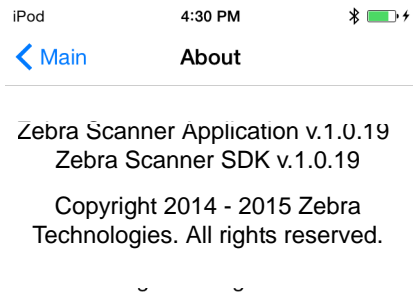 iPod 4:30 PM
Main About
Zebra Scanner Application v.1.0.19
Zebra Scanner SDK v.1.0.19
Copyright 2014 - 2015 Zebra
Technologies. All rights reserved.